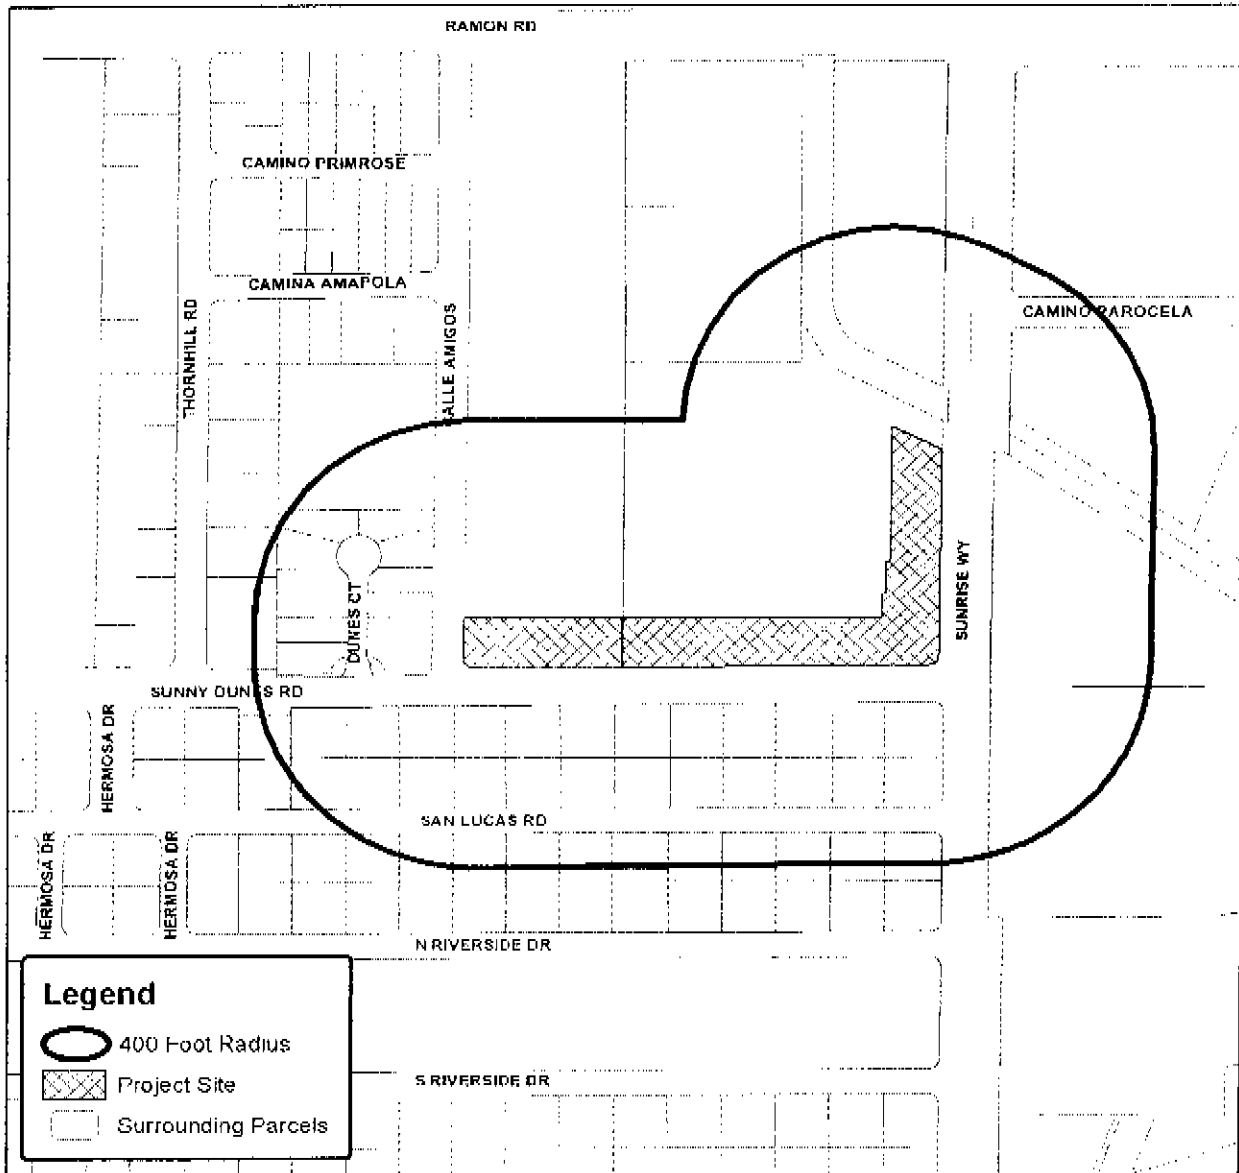 RAMON RD
CAMINO PRIMROSE
CAMINA AMAPOLA
THORNHILL RD
CALLE AMIGOS
CAMINO PAROCELA
DUNES CT
SUNRISE WY
SUNNY DUNES RD
HERMOSA DR
SAN LUCAS RD
HERMOSA DR
HERMOSA DR
N RIVERSIDE DR
S RIVERSIDE DR
Legend
400 Foot Radius
Project Site
Surrounding Parcels